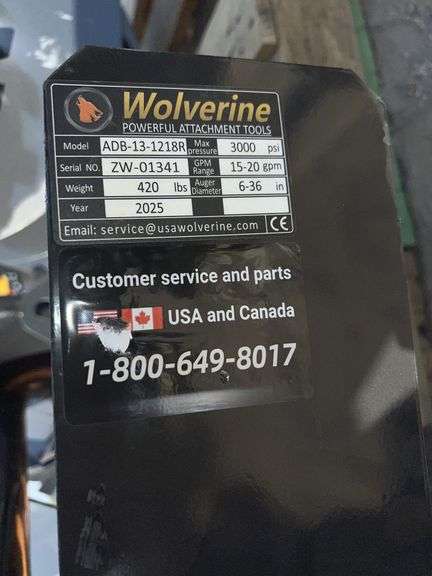 Wolverine
POWERFUL ATTACHMENT TOOLS
Model ADB-13-1218R Max pressure 3000 psi
Serial NO. ZW-01341 GPM Range 15-20 gpm
Weight 420 lbs Auger Diameter 6-36 in
Year 2025
Email: service@usawolverine.com CE
Customer service and parts
USA and Canada
1-800-649-8017